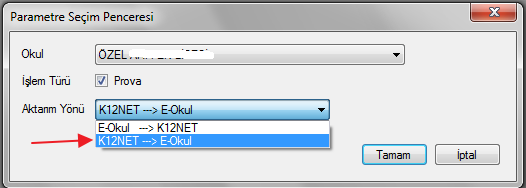 Parametre Seçim Penceresi
Okul
ÖZEL
İşlem Türü
Prova
Aktarım Yönü
K12NET ---> E-Okul
E-Okul ---> K12NET
K12NET ---> E-Okul
Tamam
İptal